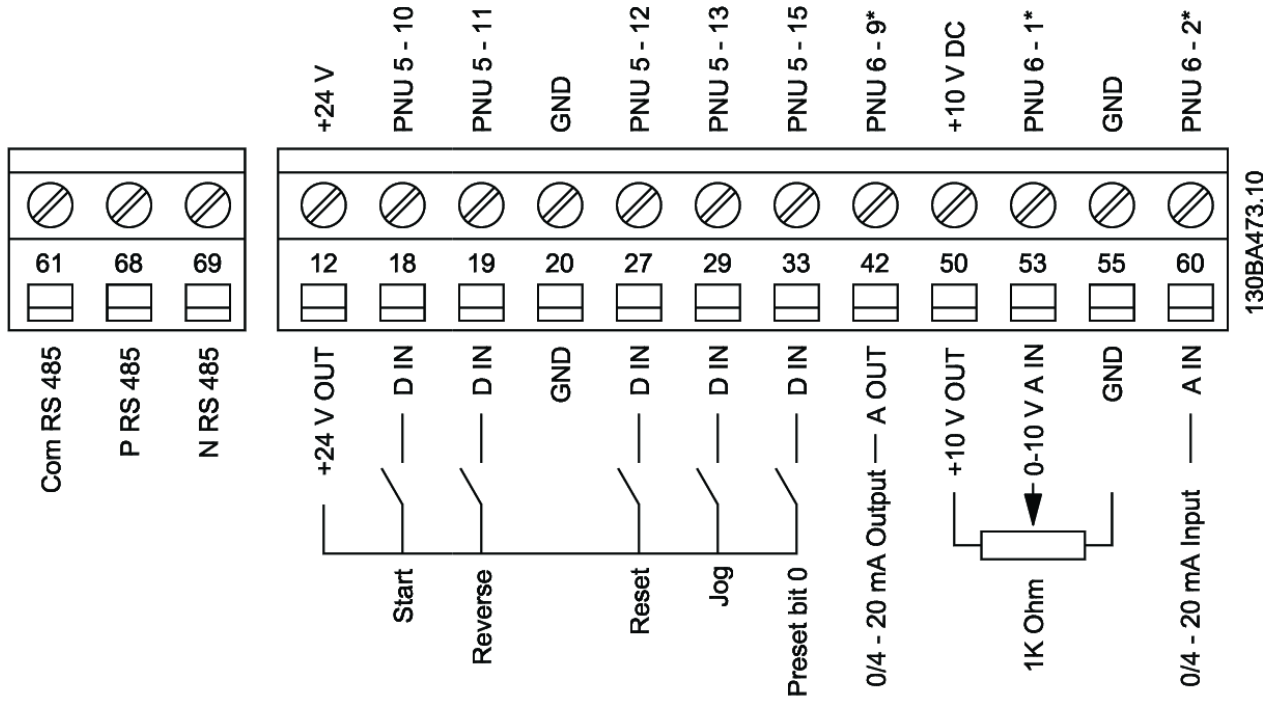 +24 V
PNU 5 - 10
PNU 5 - 11
GND
PNU 5 - 12
PNU 5 - 13
PNU 5 - 15
PNU 6 - 9*
+10 V DC
PNU 6 - 1*
GND
PNU 6 - 2*
61 68 69
12 18 19 20 27 29 33 42 50 53 55 60
Com RS 485
P RS 485
N RS 485
+24 V OUT
D IN
D IN
GND
D IN
D IN
D IN
0/4 - 20 mA Output A OUT
+10 V OUT
0-10 V A IN
GND
0/4 - 20 mA Input A IN
Start
Reverse
Reset
Jog
Preset bit 0
1K Ohm
130BA473.10